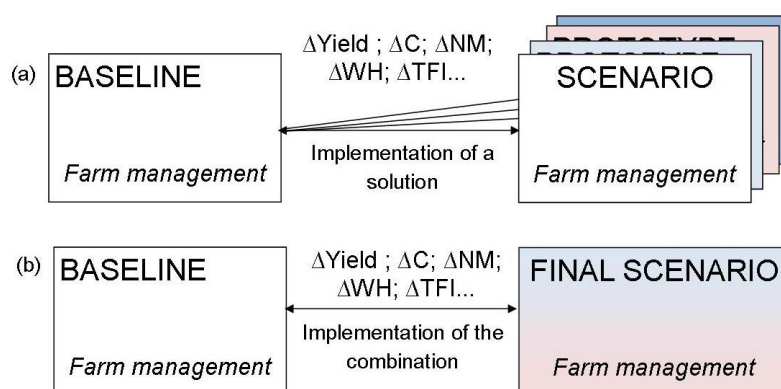 (a)
BASELINE
Farm management
ΔYield ; ΔC; ΔNM;
ΔWH; ΔTFI...
Implementation of a
solution
SCENARIO
Farm management
(b)
BASELINE
Farm management
ΔYield ; ΔC; ΔNM;
ΔWH; ΔTFI...
Implementation of the
combination
FINAL SCENARIO
Farm management